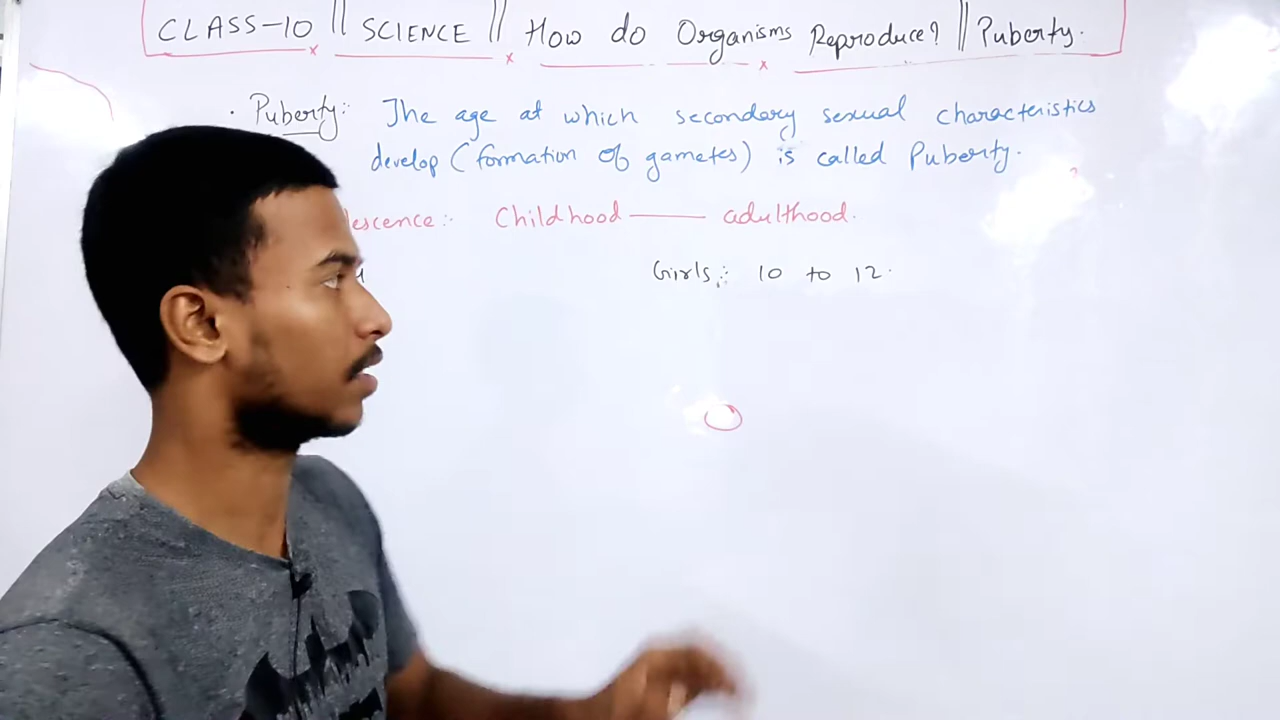 CLASS-10 || SCIENCE || How do Organisms Reproduce? || Puberty.
· Puberty:- The age at which secondary sexual characteristics
develop (formation of gametes) is called Puberty.
escence:- Childhood —— adulthood.
Girls:- 10 to 12.